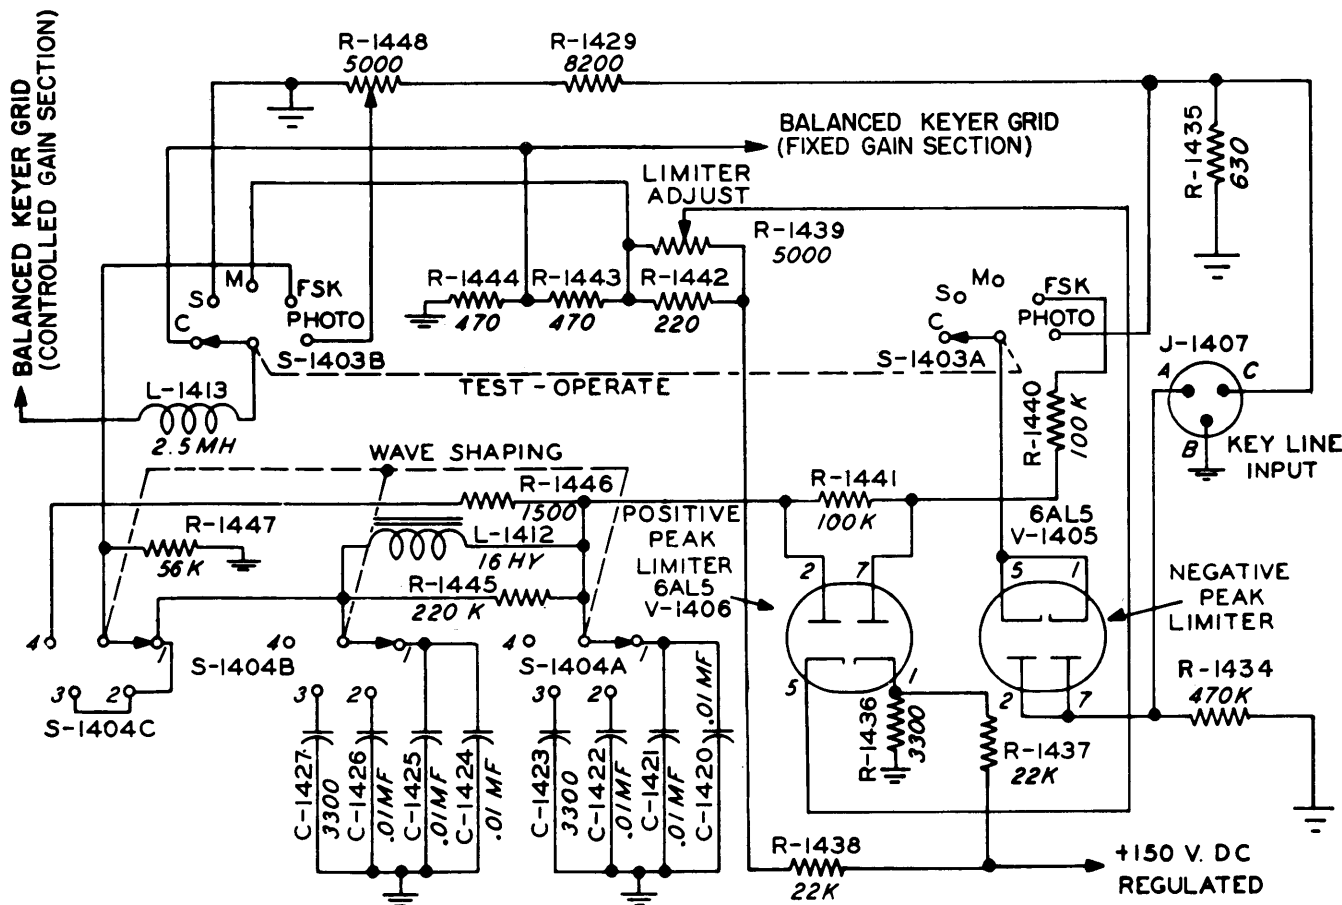 R-1448
5000
R-1429
8200
BALANCED KEYER GRID
(CONTROLLED GAIN SECTION)
BALANCED KEYER GRID
(FIXED GAIN SECTION)
R-1435
630
LIMITER
ADJUST
R-1439
5000
M
S
C
FSK
PHOTO
S-1403B
R-1444
470
R-1443
470
R-1442
220
M
S
C
FSK
PHOTO
S-1403A
J-1407
A
C
B
KEY LINE
INPUT
TEST-OPERATE
L-1413
2.5 MH
R-1440
100K
WAVE SHAPING
R-1446
1500
R-1441
100K
R-1447
56K
L-1412
16 HY
R-1445
220 K
POSITIVE
PEAK
LIMITER
6AL5
V-1406
2
7
5
1
6AL5
V-1405
5
1
2
7
NEGATIVE
PEAK
LIMITER
4
1
3
2
S-1404C
S-1404B
4
1
3
2
S-1404A
4
1
3
2
R-1434
470K
R-1436
3300
R-1437
22K
C-1427
3300
C-1426
.01MF
C-1425
.01MF
C-1424
.01 MF
C-1423
3300
C-1422
.01MF
C-1421
.01 MF
C-1420
.01MF
R-1438
22K
+150 V. DC
REGULATED